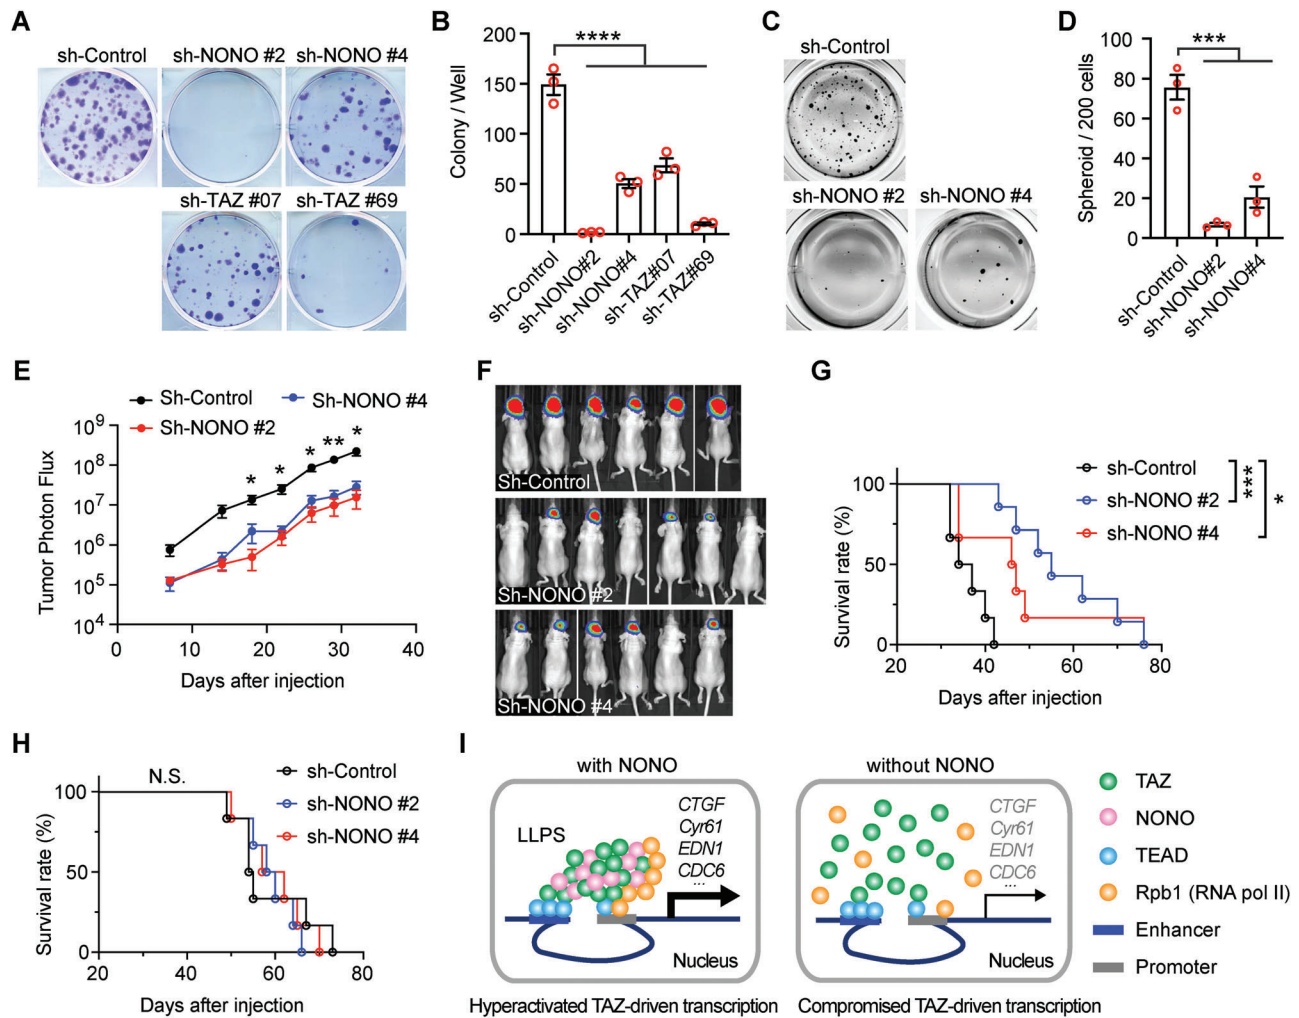 A
sh-Control
sh-NONO #2
sh-NONO #4
sh-TAZ #07
sh-TAZ #69
B
Colony / Well
200
150
100
50
0
****
sh-Control
sh-NONO#2
sh-NONO#4
sh-TAZ#07
sh-TAZ#69
C
sh-Control
sh-NONO #2
sh-NONO #4
D
Spheroid / 200 cells
100
80
60
40
20
0
***
sh-Control
sh-NONO#2
sh-NONO#4
E
Sh-Control
Sh-NONO #4
Sh-NONO #2
Tumor Photon Flux
10⁹
10⁸
10⁷
10⁶
10⁵
10⁴
* * * ** *
0 20 40
Days after injection
F
Sh-Control
Sh-NONO #2
Sh-NONO #4
G
sh-Control
sh-NONO #2
sh-NONO #4
***
*
Survival rate (%)
100
50
0
20 40 60 80
Days after injection
H
N.S.
sh-Control
sh-NONO #2
sh-NONO #4
Survival rate (%)
100
50
0
20 40 60 80
Days after injection
I
with NONO
LLPS
CTGF
Cyr61
EDN1
CDC6
...
Nucleus
Hyperactivated TAZ-driven transcription
without NONO
CTGF
Cyr61
EDN1
CDC6
...
Nucleus
Compromised TAZ-driven transcription
TAZ
NONO
TEAD
Rpb1 (RNA pol II)
Enhancer
Promoter